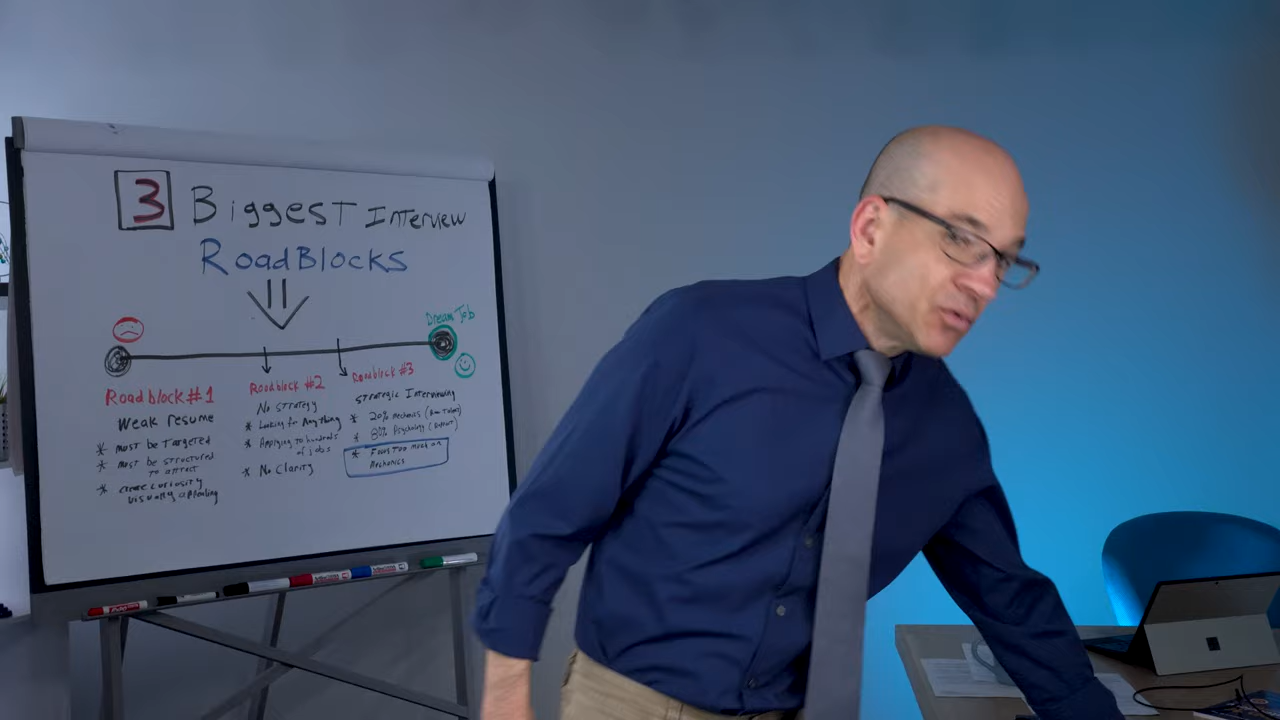 3 Biggest Interview
RoadBlocks
Dream Job
Roadblock #1
Weak resume
* must be Targeted
* must be structured
to attract
* create curiosity
visually appealing
Roadblock #2
No strategy
* Looking for Anything
* Applying to hundreds
of jobs
* No Clarity
Roadblock #3
strategic Interviewing
* 20% mechanics
* 80% Psychology
* Focus Too much on
Mechanics